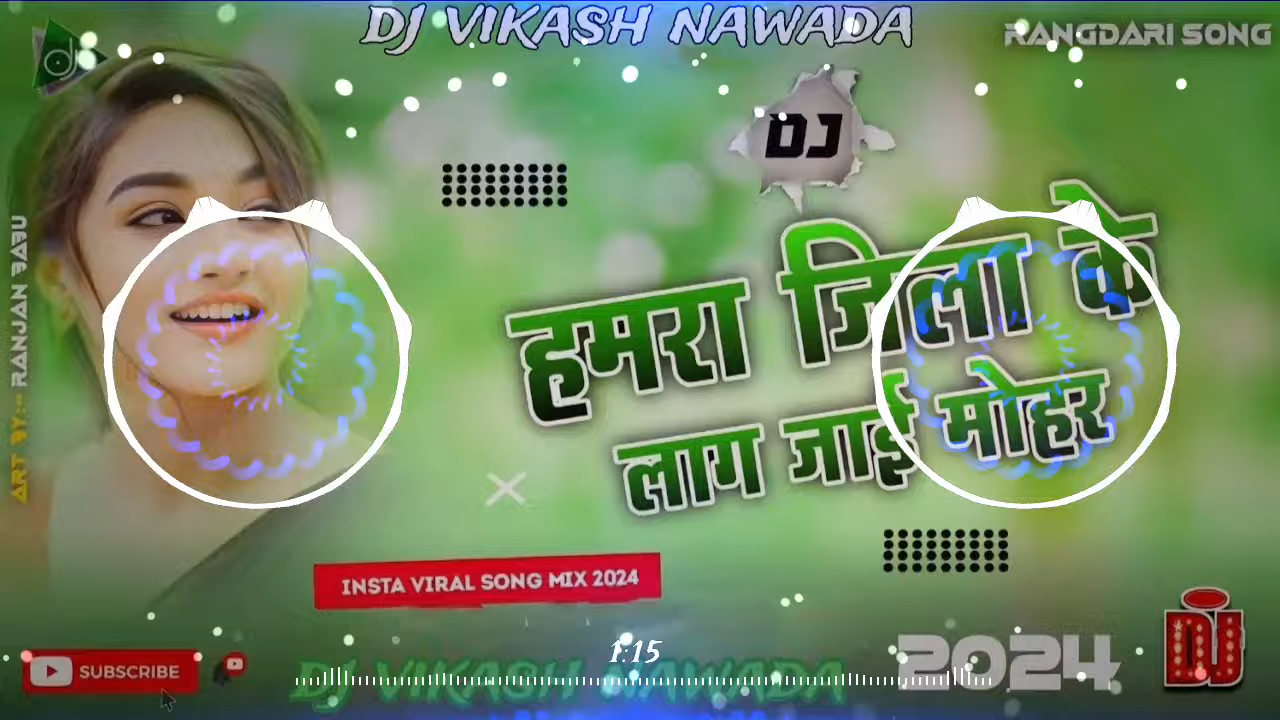 DJ VIKASH NAWADA
RANGDARI SONG
DJ
हमरा जिला के
लाग जाई मोहर
ART BY:- RANJAN BABU
INSTA VIRAL SONG MIX 2024
1:15
SUBSCRIBE
DJ VIKASH NAWADA
2024
DJ